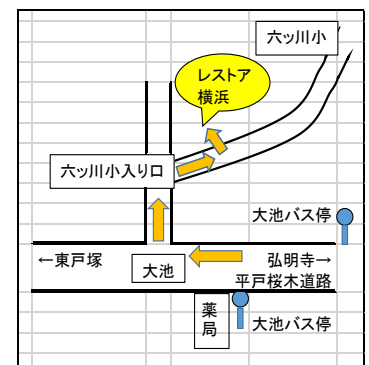 六ッ川小
レストア
横浜
六ッ川小入り口
大池バス停
←東戸塚
大池
弘明寺→
平戸桜木道路
薬
局
大池バス停